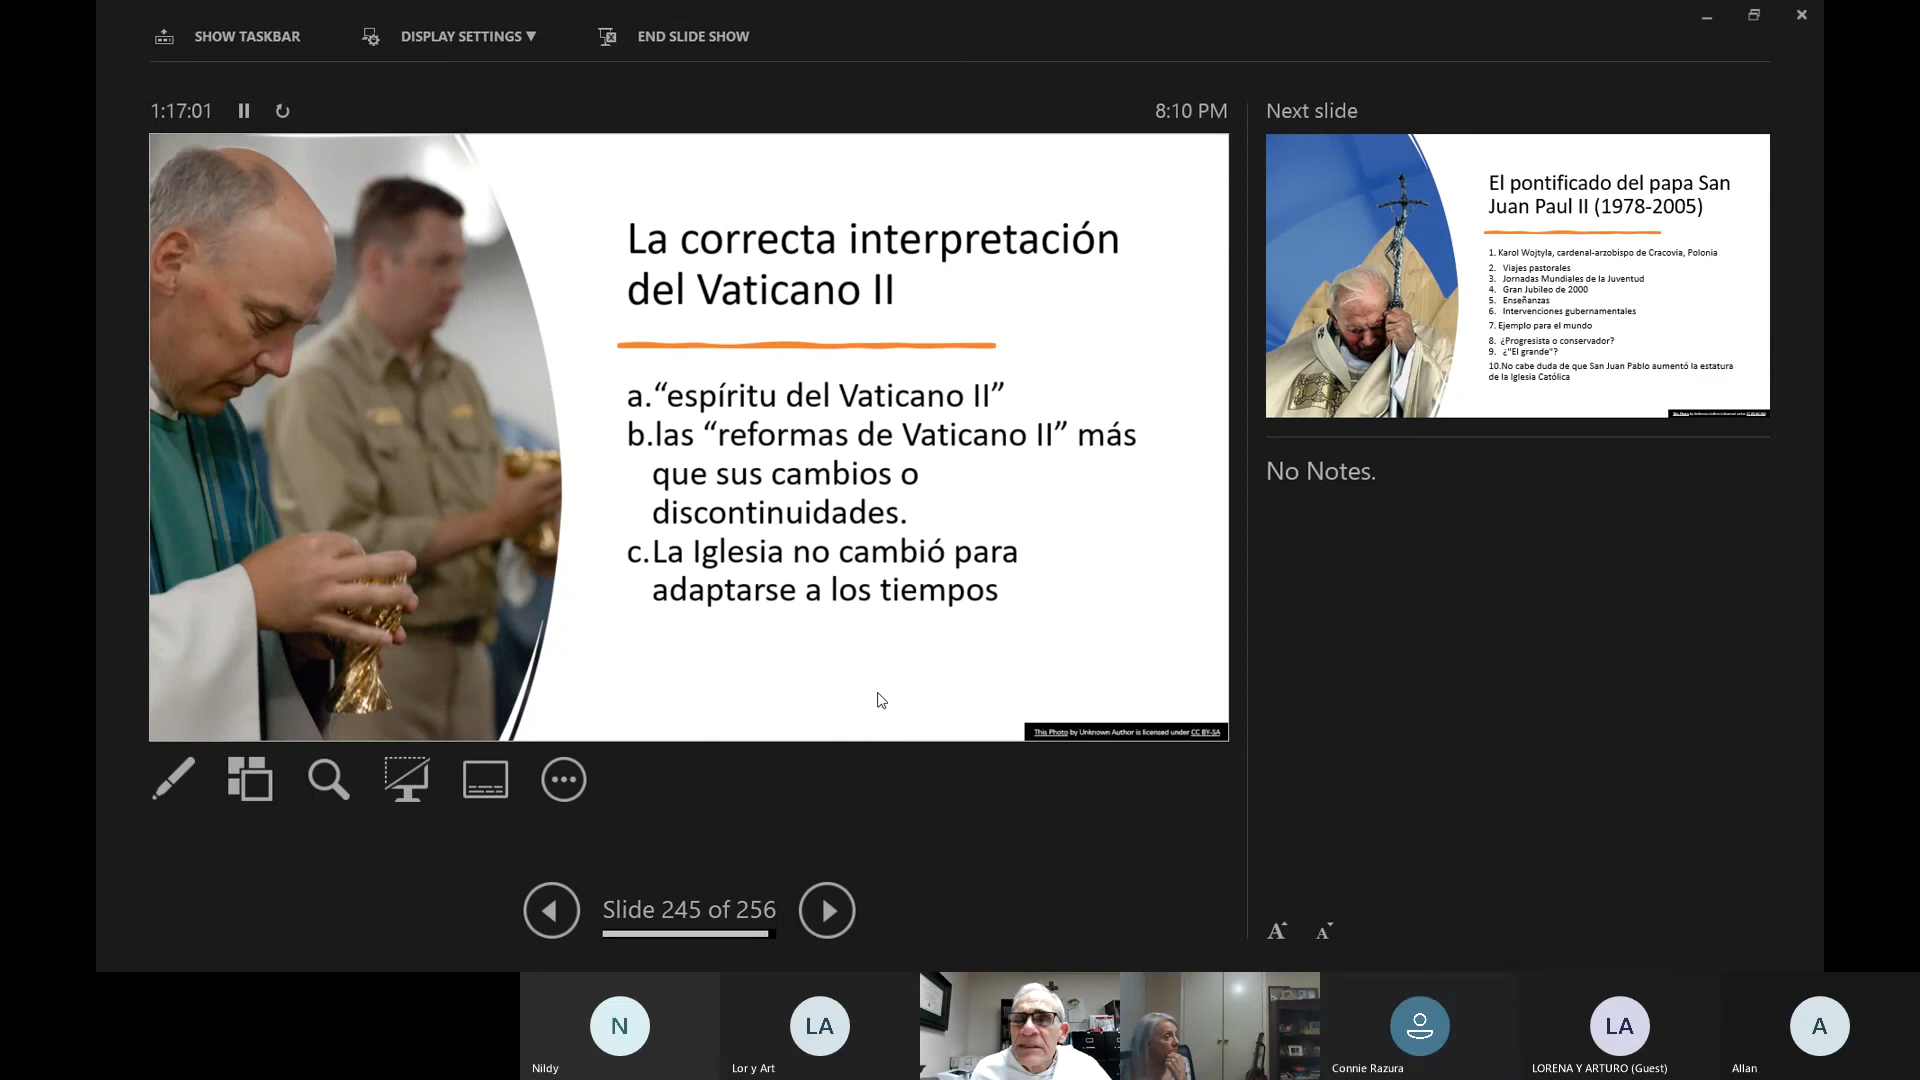 SHOW TASKBAR
DISPLAY SETTINGS ▼
END SLIDE SHOW
1:17:01
8:10 PM
La correcta interpretación
del Vaticano II
a.“espíritu del Vaticano II”
b.las “reformas de Vaticano II” más
que sus cambios o
discontinuidades.
c.La Iglesia no cambió para
adaptarse a los tiempos
This Photo by Unknown Author is licensed under CC BY-SA
Slide 245 of 256
Next slide
El pontificado del papa San
Juan Paul II (1978-2005)
1. Karol Wojtyla, cardenal-arzobispo de Cracovia, Polonia
2. Viajes pastorales
3. Jornadas Mundiales de la Juventud
4. Gran Jubileo de 2000
5. Enseñanzas
6. Intervenciones gubernamentales
7. Ejemplo para el mundo
8. ¿Progresista o conservador?
9. ¿"El grande"?
10.No cabe duda de que San Juan Pablo aumentó la estatura
de la Iglesia Católica
No Notes.
A A
N
Nildy
LA
Lor y Art
Connie Razura
LA
LORENA Y ARTURO (Guest)
A
Allan